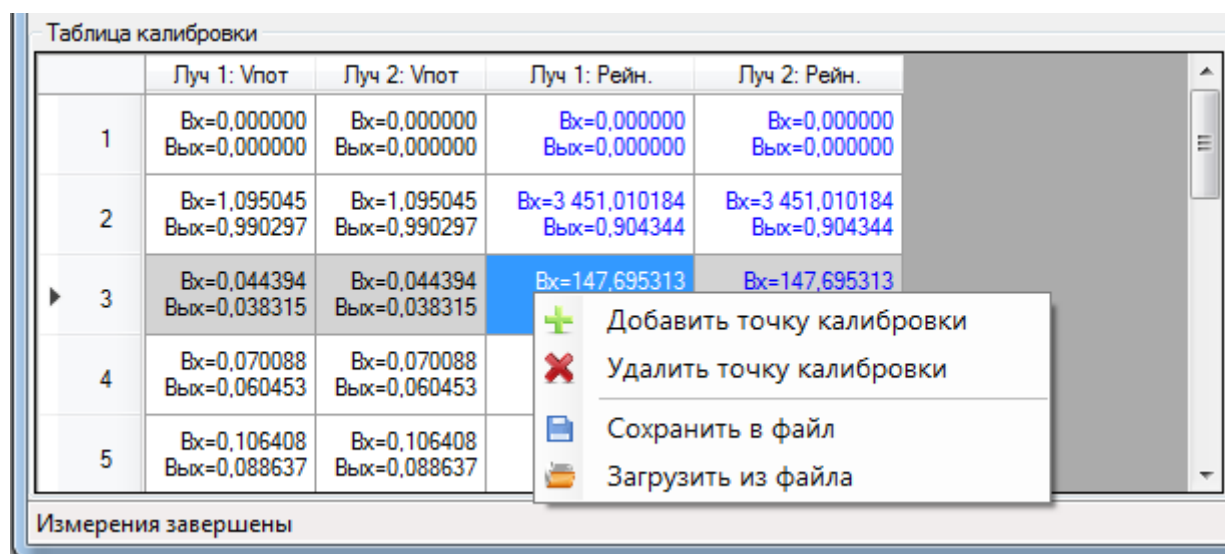 Таблица калибровки
Луч 1: Vпот Луч 2: Vпот Луч 1: Рейн. Луч 2: Рейн.
1
Вх=0,000000 Вх=0,000000 Вх=0,000000 Вх=0,000000
Вых=0,000000 Вых=0,000000 Вых=0,000000 Вых=0,000000
2
Вх=1,095045 Вх=1,095045 Вх=3 451,010184 Вх=3 451,010184
Вых=0,990297 Вых=0,990297 Вых=0,904344 Вых=0,904344
3
Вх=0,044394 Вх=0,044394 Вх=147,695313 Вх=147,695313
Вых=0,038315 Вых=0,038315
4
Вх=0,070088 Вх=0,070088
Вых=0,060453 Вых=0,060453
5
Вх=0,106408 Вх=0,106408
Вых=0,088637 Вых=0,088637
Добавить точку калибровки
Удалить точку калибровки
Сохранить в файл
Загрузить из файла
Измерения завершены